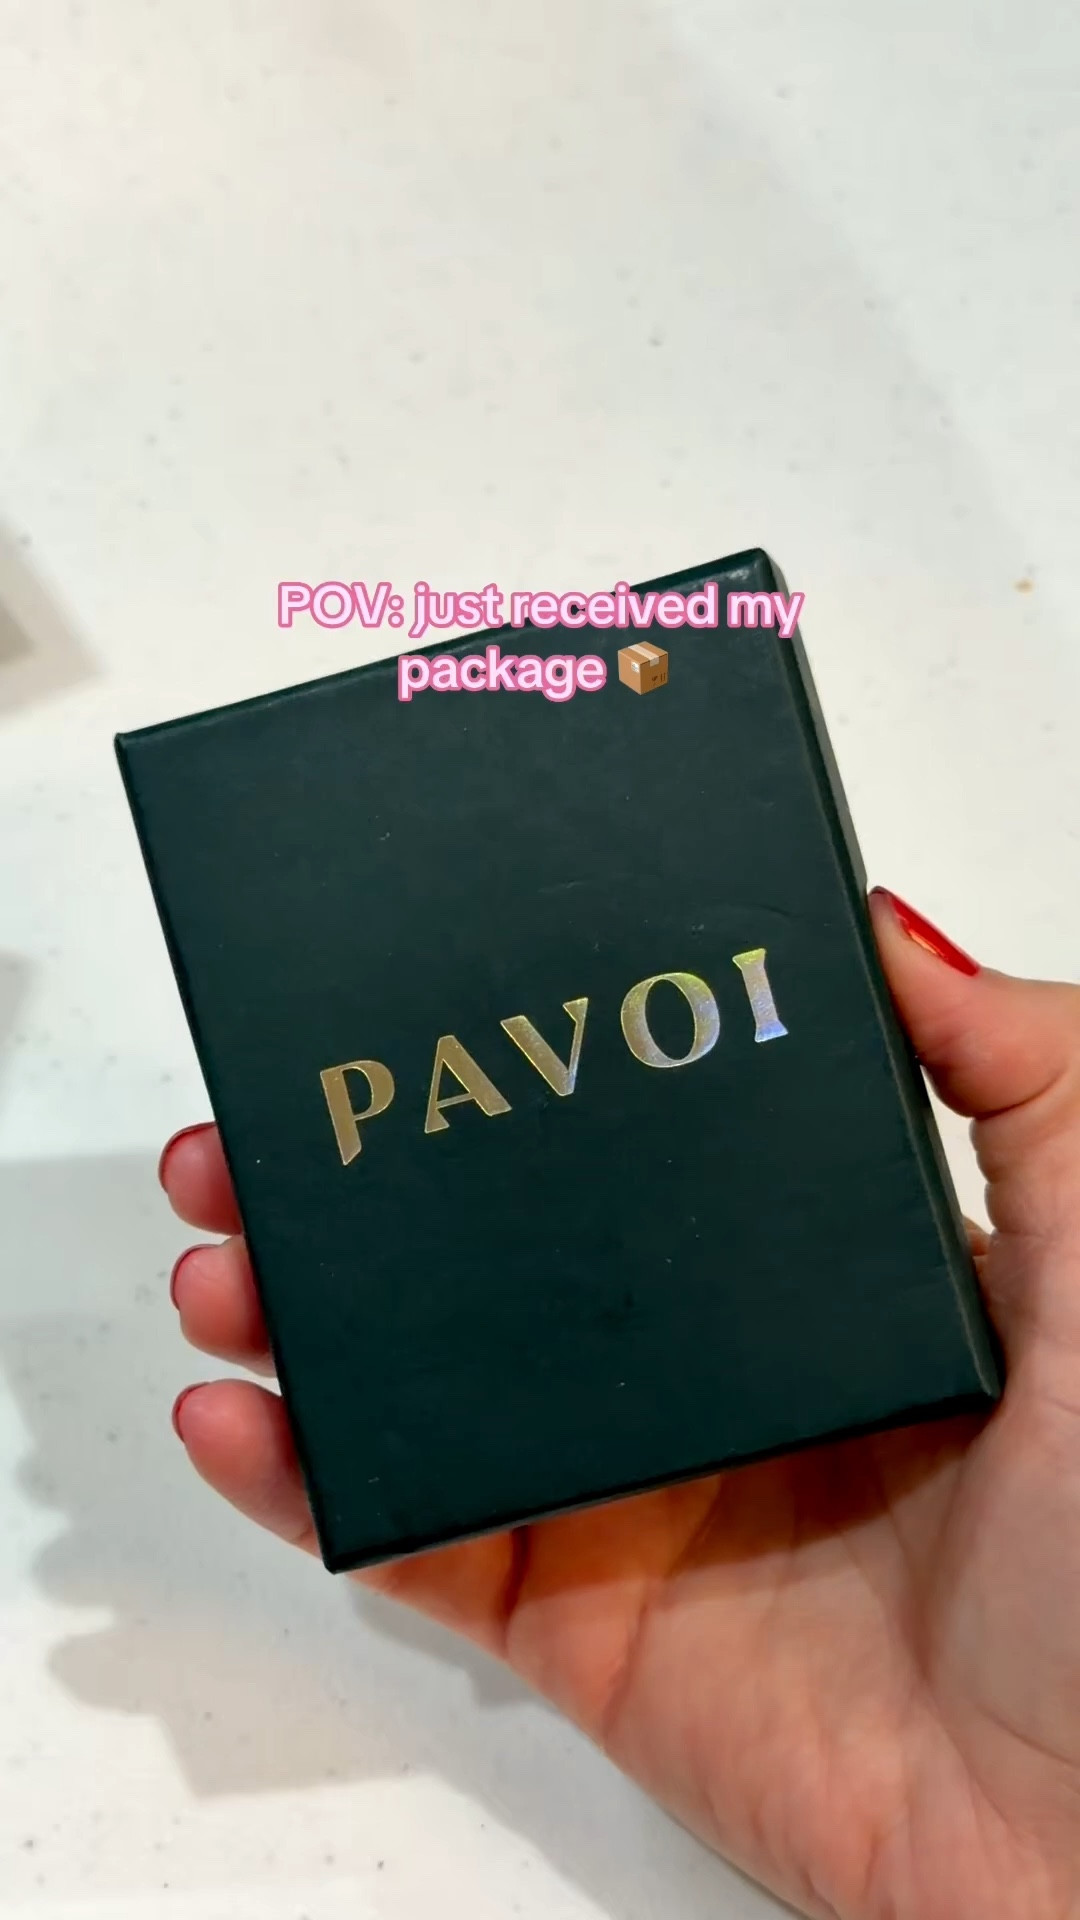 POV: just received my
package 📦
PAVOI